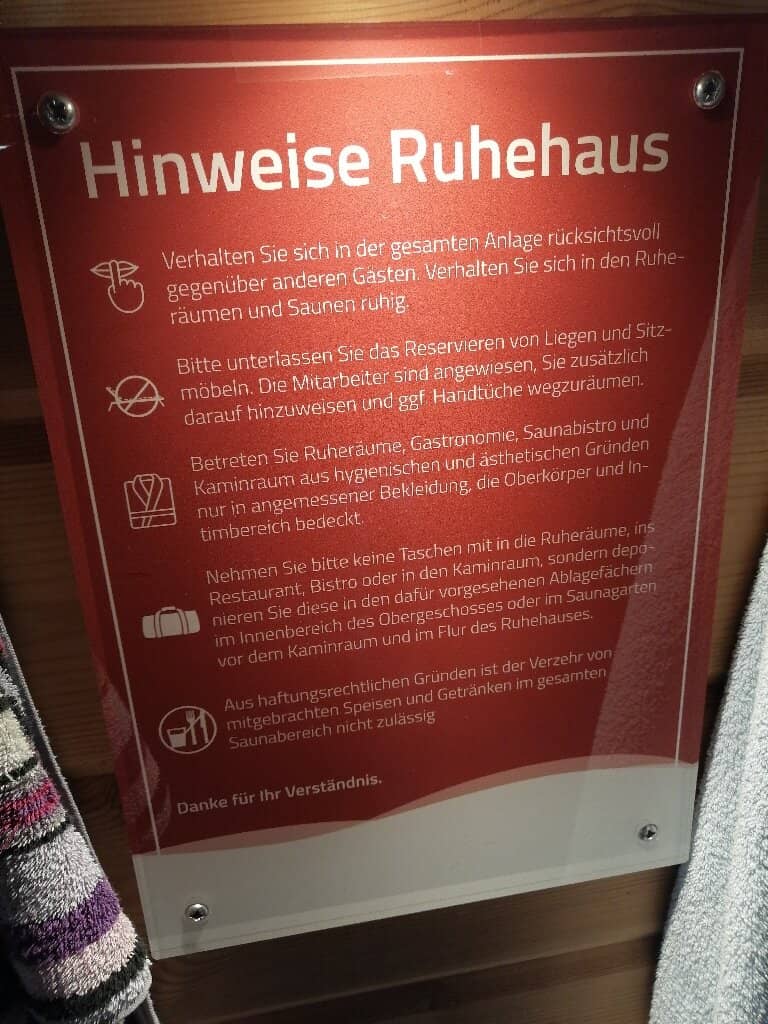 Hinweise Ruhehaus
Verhalten Sie sich in der gesamten Anlage rücksichtsvoll
gegenüber anderen Gästen. Verhalten Sie sich in den Ruhe-
räumen und Saunen ruhig.
Bitte unterlassen Sie das Reservieren von Liegen und Sitz-
möbeln. Die Mitarbeiter sind angewiesen, Sie zusätzlich
darauf hinzuweisen und ggf. Handtüche wegzuräumen.
Betreten Sie Ruheräume, Gastronomie, Saunabistro und
Kaminraum aus hygienischen und ästhetischen Gründen
nur in angemessener Bekleidung, die Oberkörper und In-
timbereich bedeckt.
Nehmen Sie bitte keine Taschen mit in die Ruheräume, ins
Restaurant, Bistro oder in den Kaminraum, sondern depo-
nieren Sie diese in den dafür vorgesehenen Ablagefächern
im Innenbereich des Obergeschosses oder im Saunagarten
vor dem Kaminraum und im Flur des Ruhehauses.
Aus haftungsrechtlichen Gründen ist der Verzehr von
mitgebrachten Speisen und Getränken im gesamten
Saunabereich nicht zulässig
Danke für Ihr Verständnis.